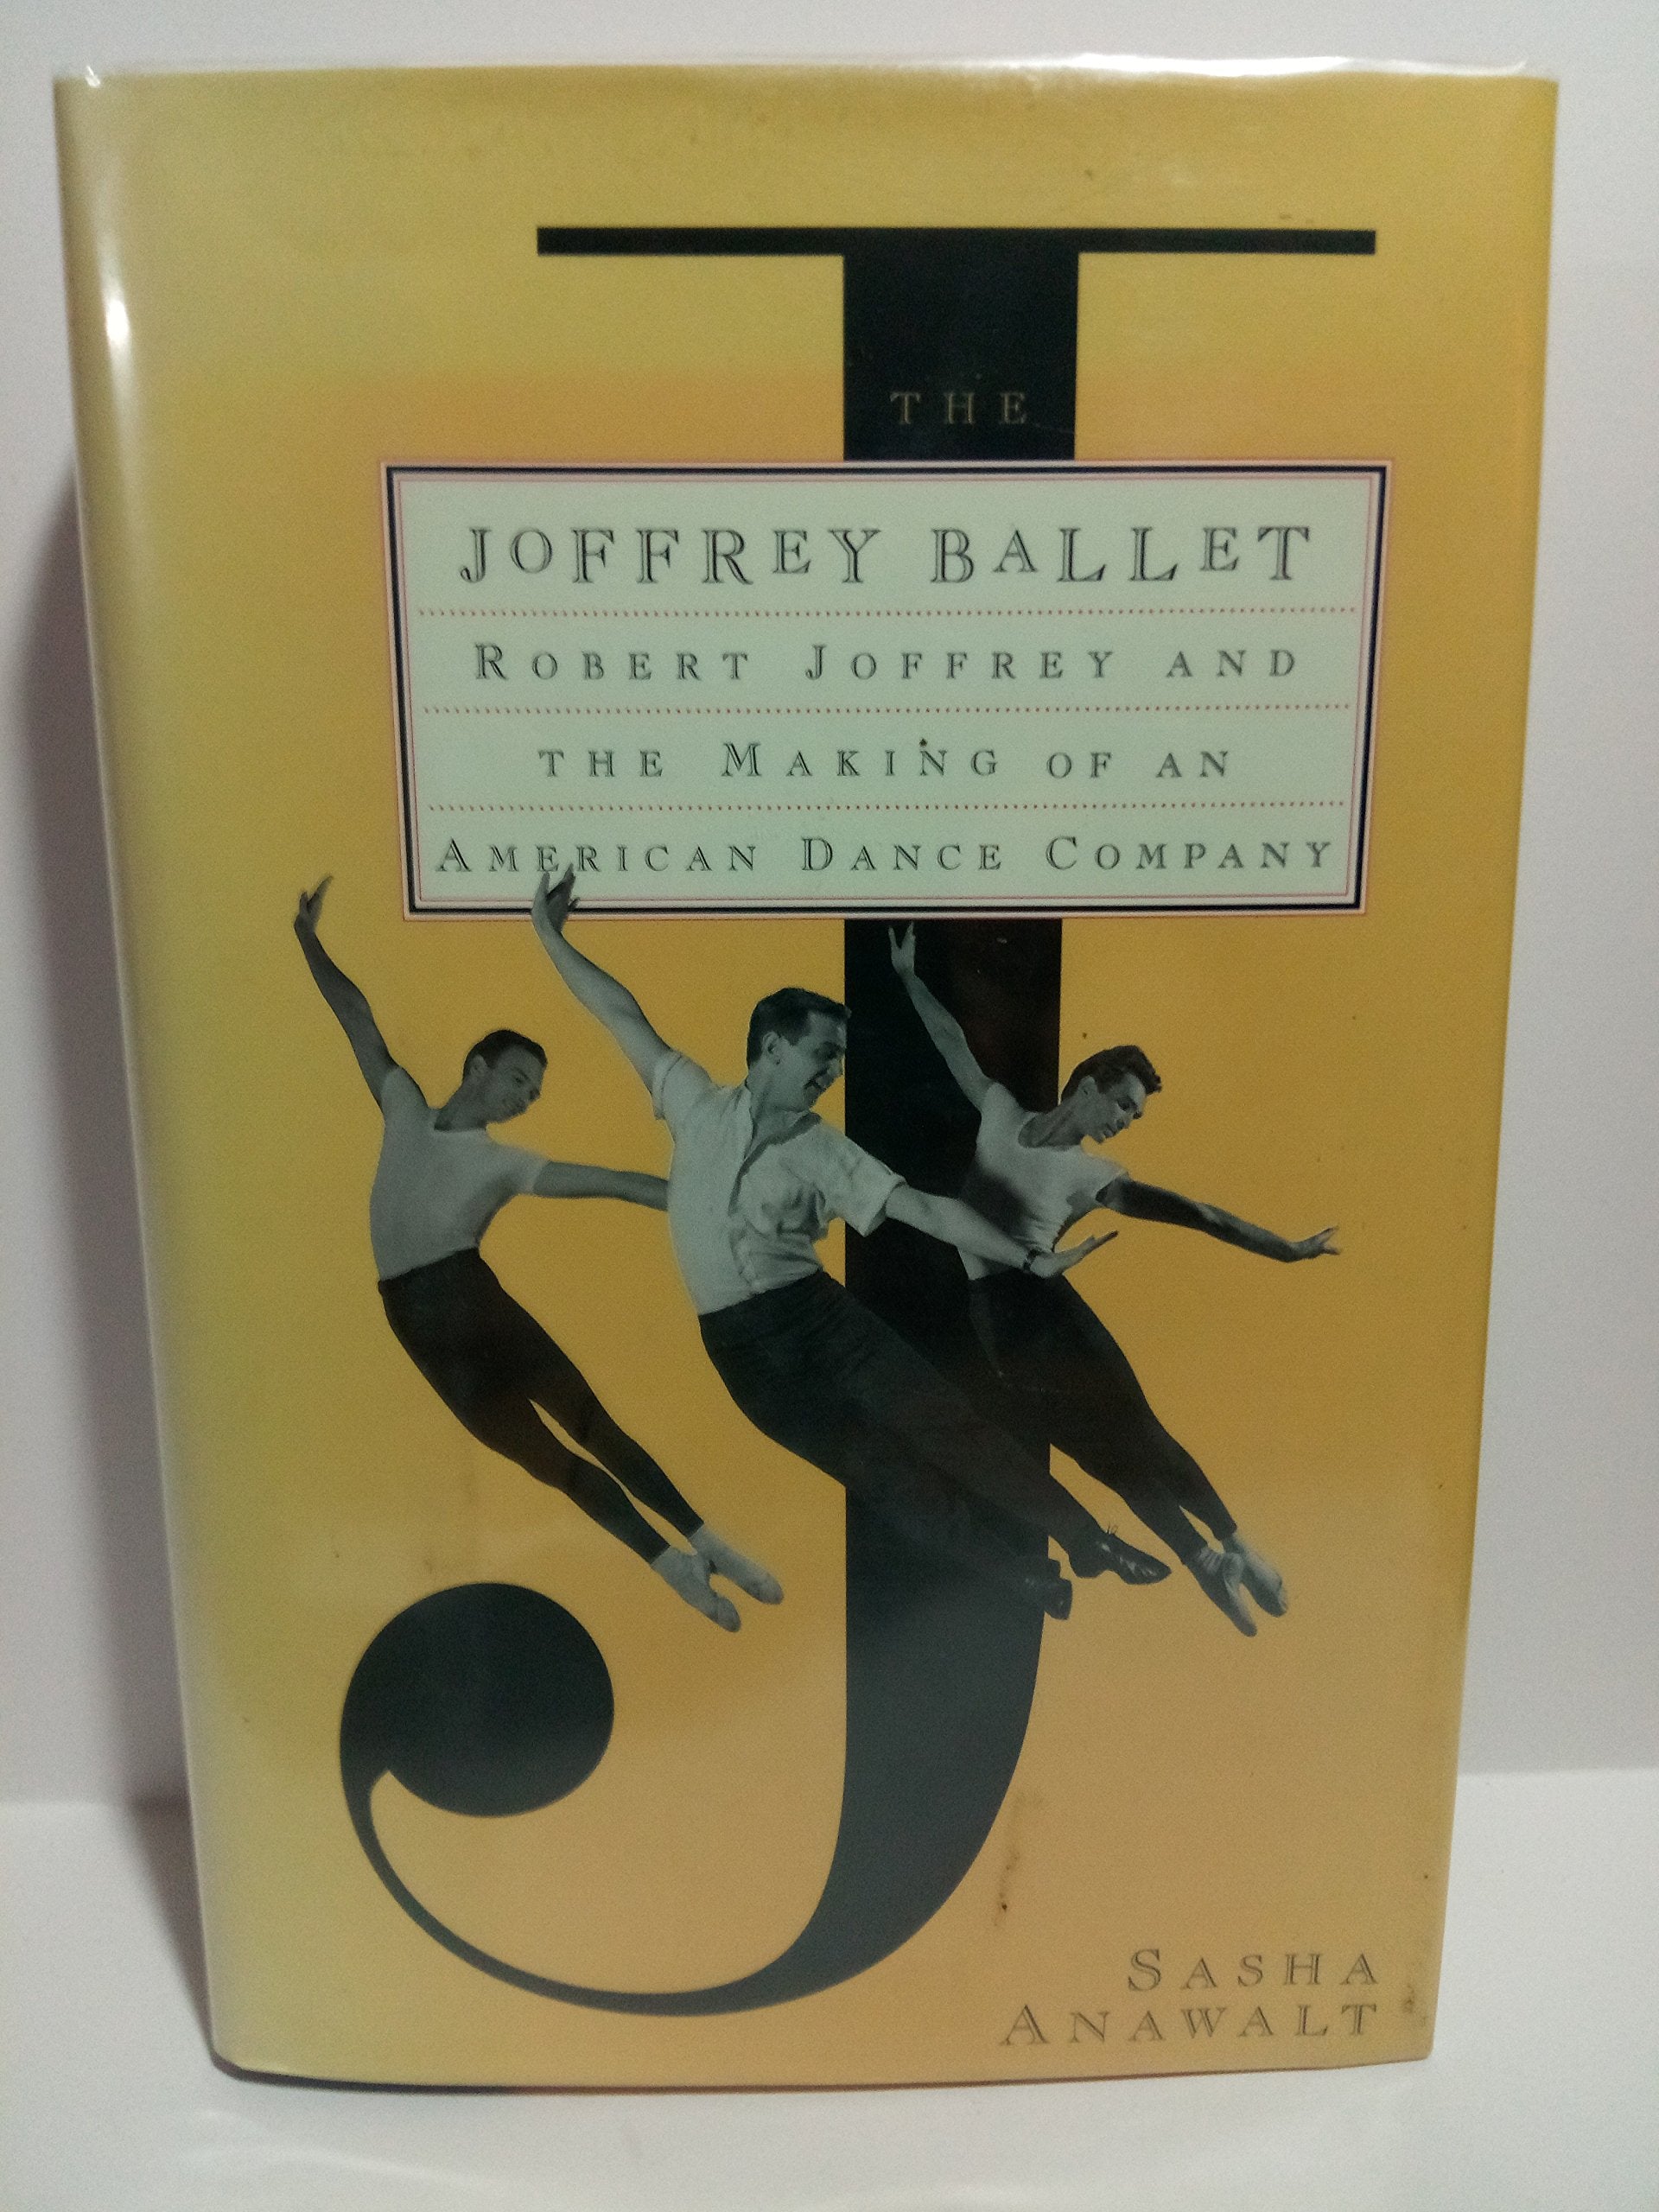 THE
JOFFREY BALLET
ROBERT JOFFREY AND
THE MAKING OF AN
AMERICAN DANCE COMPANY
SASHA
ANAWALT